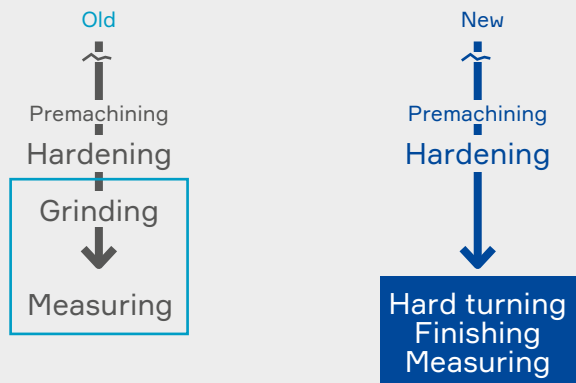 Old
Premachining
Hardening
Grinding
Measuring
New
Premachining
Hardening
Hard turning
Finishing
Measuring